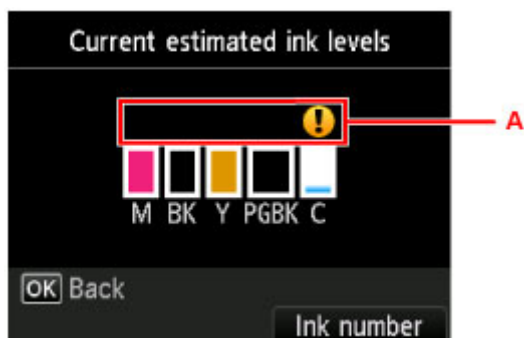 Current estimated ink levels
A
M BK Y PGBK C
OK Back
Ink number